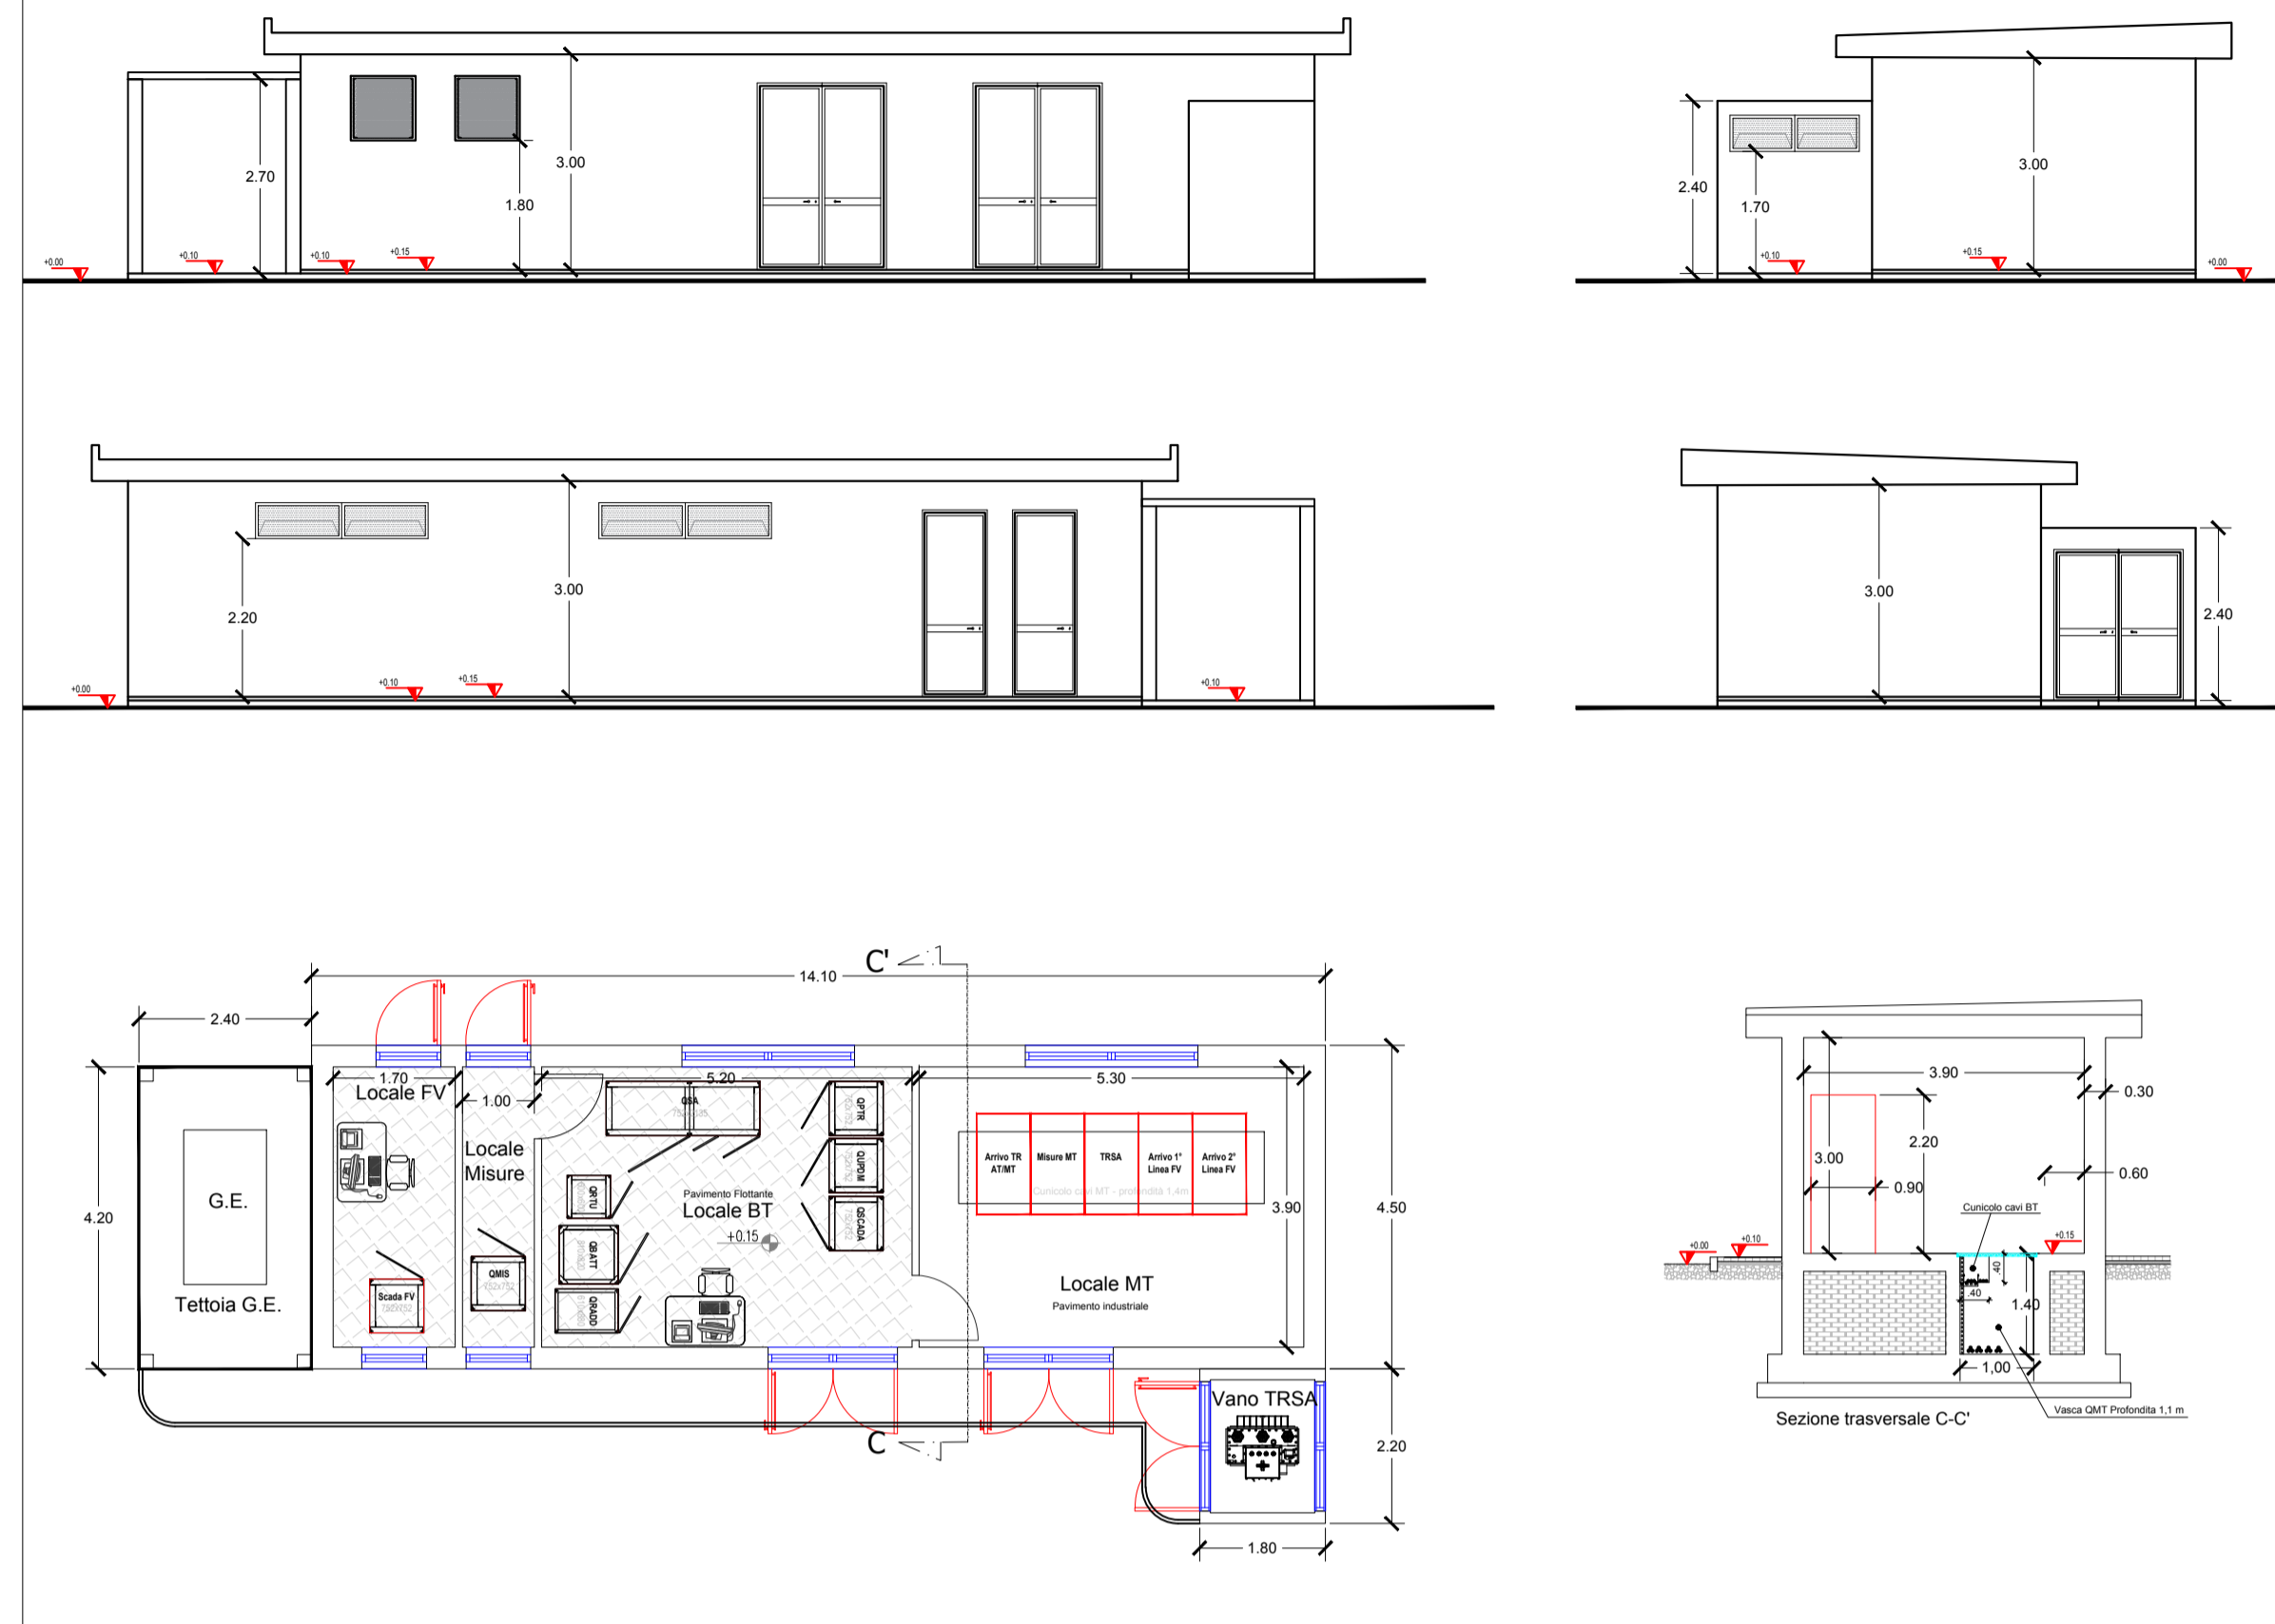 2.70
1.80
3.00
+0.00
+0.10
+0.10
+0.15
2.40
1.70
3.00
+0.10
+0.15
+0.00
2.20
3.00
+0.00
+0.10
+0.15
+0.10
3.00
2.40
C'
14.10
2.40
1.70
5.20
5.30
Locale FV
1.00
QSA
QPTR
752x752
Locale
Misure
QUPDM
752x752
Arrivo TR
AT/MT
Misure MT
TRSA
Arrivo 1°
Linea FV
Arrivo 2°
Linea FV
Cunicolo cavi MT - profondità 1,4m
G.E.
4.20
QRTU
Pavimento Flottante
Locale BT
QSCADA
752x752
3.90
4.50
+0.15
QBATT
QMIS
752x752
Locale MT
Pavimento industriale
Tettoia G.E.
Scada FV
752x752
QRADD
Vano TRSA
C
2.20
1.80
3.90
0.30
2.20
3.00
0.60
0.90
Cunicolo cavi BT
+0.00
+0.10
+0.15
.40
.40
1.40
1,00
Vasca QMT Profondita 1,1 m
Sezione trasversale C-C'